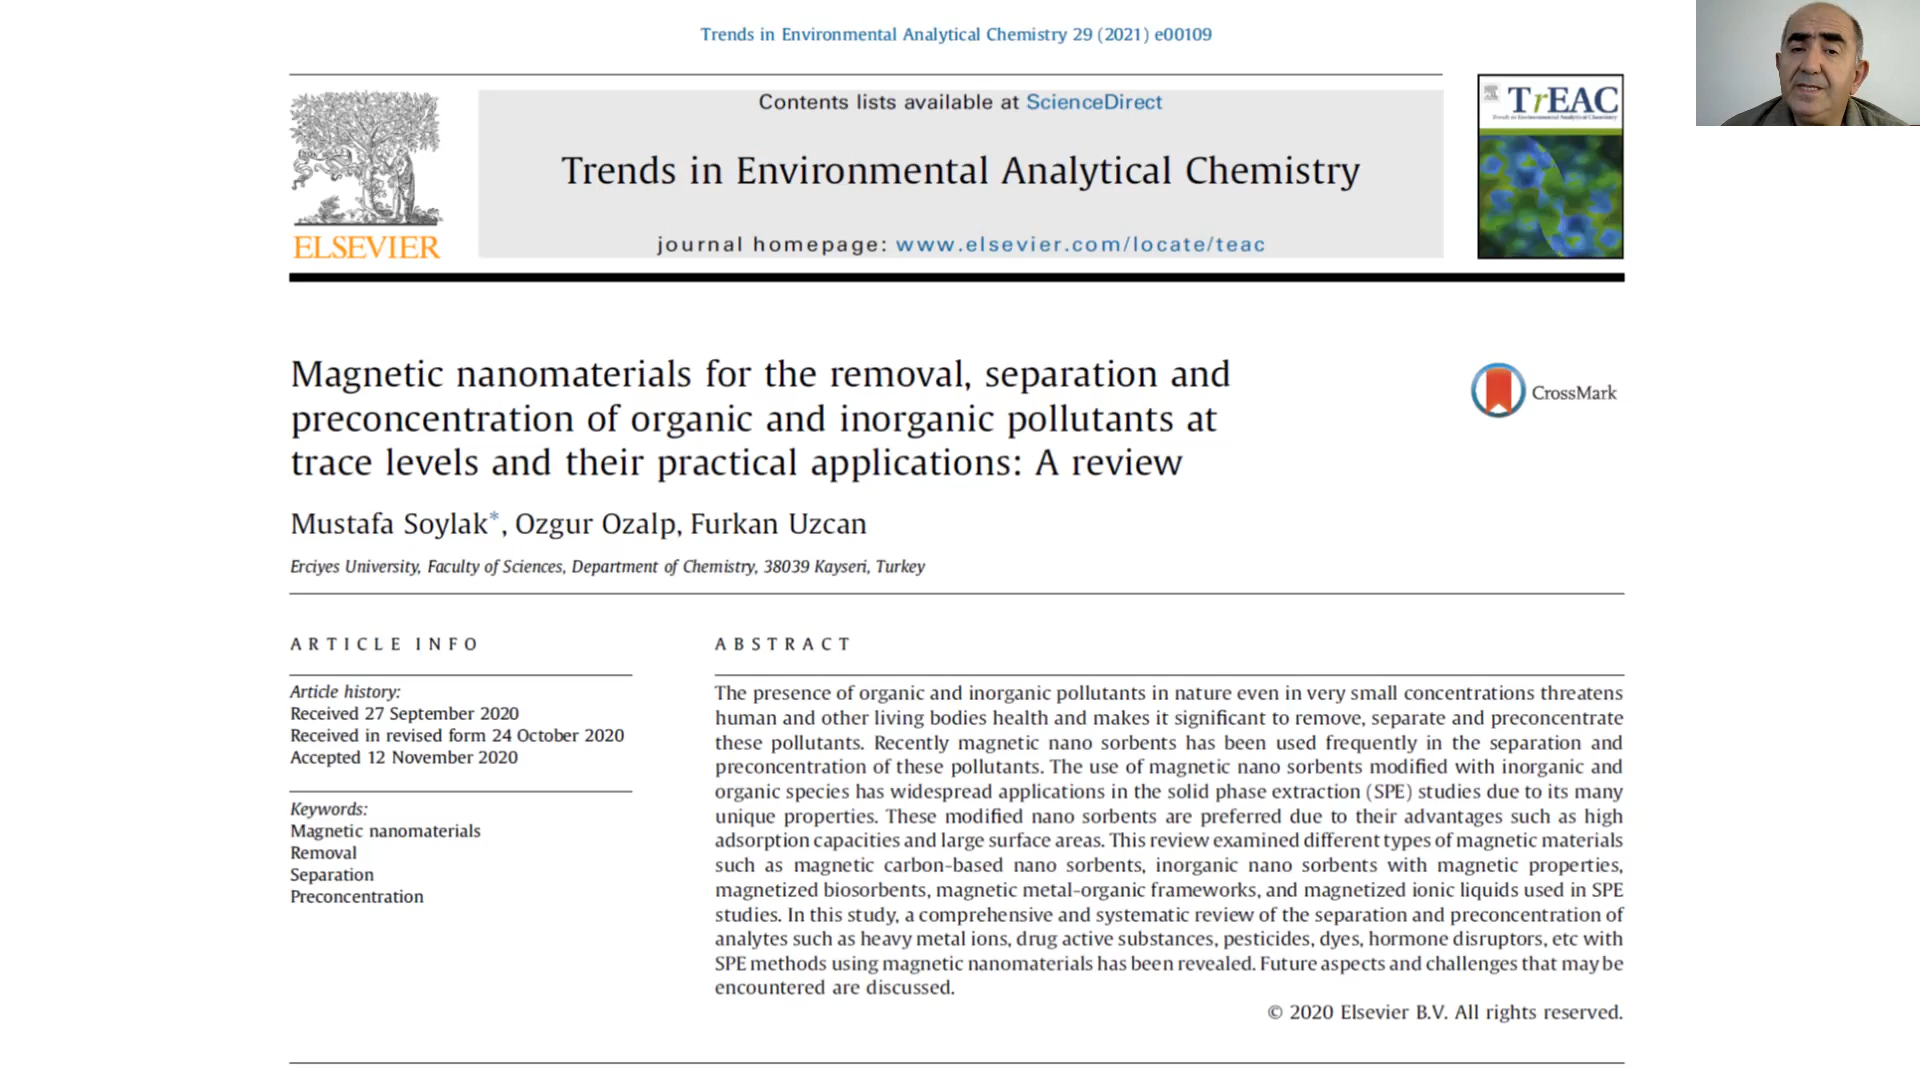 Trends in Environmental Analytical Chemistry 29 (2021) e00109
Contents lists available at ScienceDirect
Trends in Environmental Analytical Chemistry
journal homepage: www.elsevier.com/locate/teac
ELSEVIER
TrEAC
Trends in Environmental Analytical Chemistry
Magnetic nanomaterials for the removal, separation and
preconcentration of organic and inorganic pollutants at
trace levels and their practical applications: A review
CrossMark
Mustafa Soylak*, Ozgur Ozalp, Furkan Uzcan
Erciyes University, Faculty of Sciences, Department of Chemistry, 38039 Kayseri, Turkey
ARTICLE INFO
Article history:
Received 27 September 2020
Received in revised form 24 October 2020
Accepted 12 November 2020
Keywords:
Magnetic nanomaterials
Removal
Separation
Preconcentration
ABSTRACT
The presence of organic and inorganic pollutants in nature even in very small concentrations threatens
human and other living bodies health and makes it significant to remove, separate and preconcentrate
these pollutants. Recently magnetic nano sorbents has been used frequently in the separation and
preconcentration of these pollutants. The use of magnetic nano sorbents modified with inorganic and
organic species has widespread applications in the solid phase extraction (SPE) studies due to its many
unique properties. These modified nano sorbents are preferred due to their advantages such as high
adsorption capacities and large surface areas. This review examined different types of magnetic materials
such as magnetic carbon-based nano sorbents, inorganic nano sorbents with magnetic properties,
magnetized biosorbents, magnetic metal-organic frameworks, and magnetized ionic liquids used in SPE
studies. In this study, a comprehensive and systematic review of the separation and preconcentration of
analytes such as heavy metal ions, drug active substances, pesticides, dyes, hormone disruptors, etc with
SPE methods using magnetic nanomaterials has been revealed. Future aspects and challenges that may be
encountered are discussed.
© 2020 Elsevier B.V. All rights reserved.